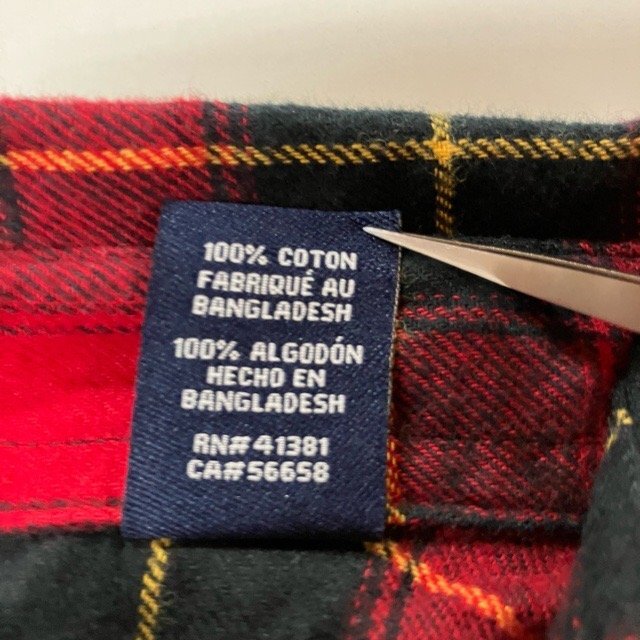 100% COTON
FABRIQUÉ AU
BANGLADESH
100% ALGODÓN
HECHO EN
BANGLADESH
RN# 41381
CA#56658